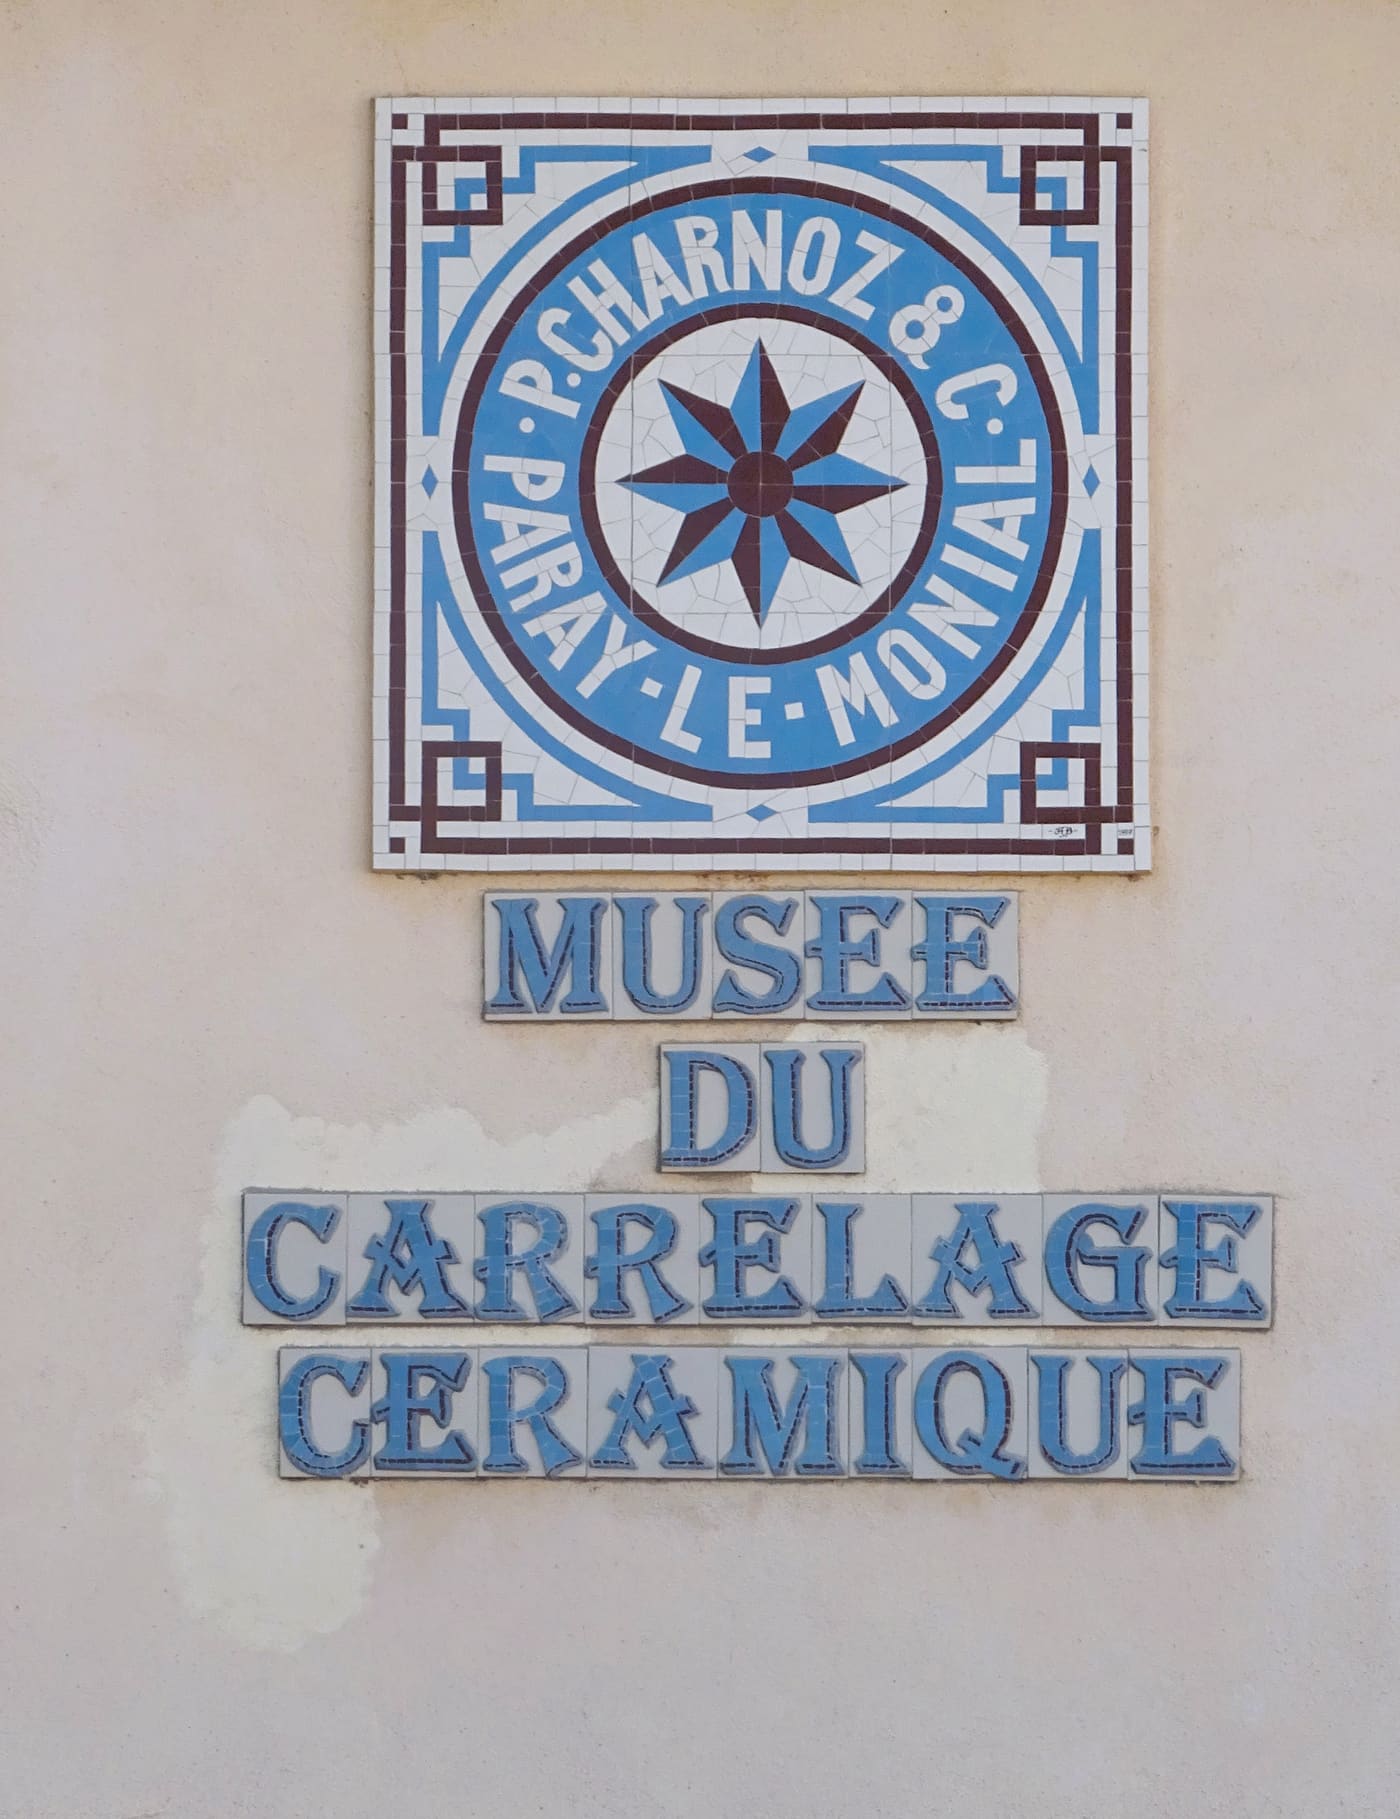 ·P.CHARNOZ & C.·
PARAY·LE·MONIAL
MUSEE
DU
CARRELAGE
CERAMIQUE